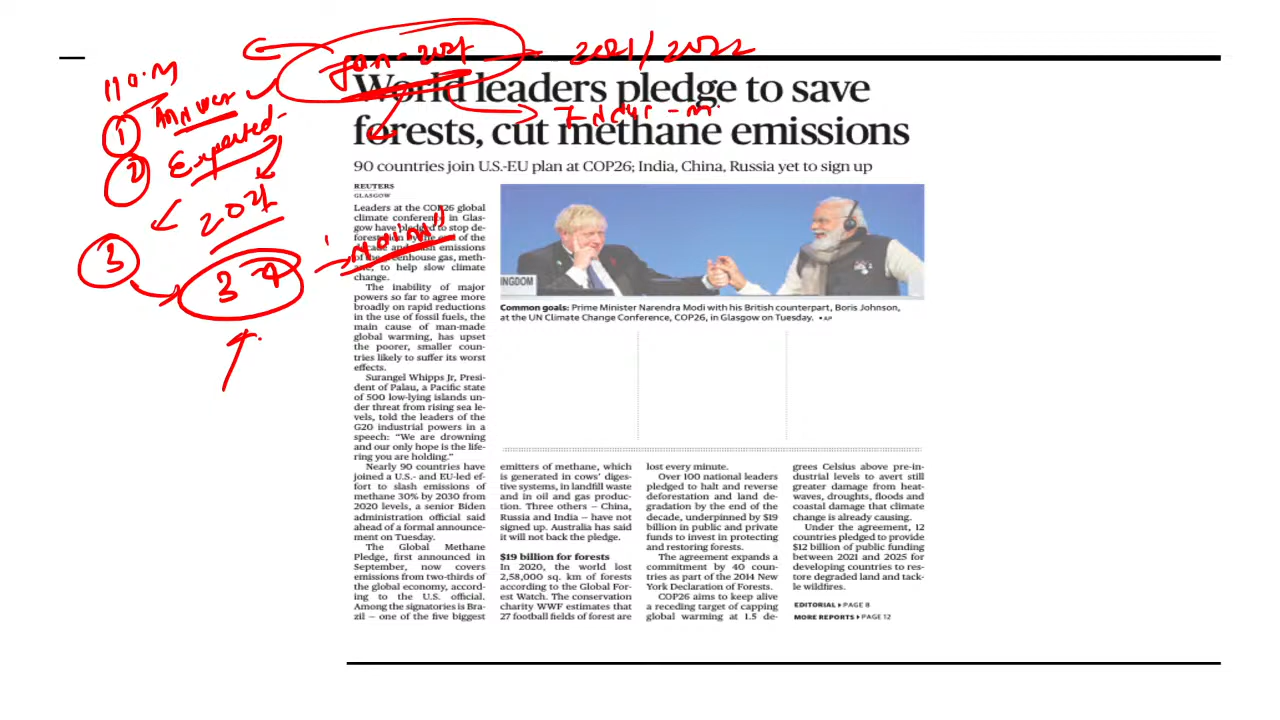 World leaders pledge to save
forests, cut methane emissions
90 countries join U.S.-EU plan at COP26; India, China, Russia yet to sign up
REUTERS
GLASGOW
Leaders at the COP26 global
climate conference in Glas-
gow have pledged to stop de-
forestation by the end of the
decade and slash emissions
of the greenhouse gas, meth-
ane, to help slow climate
change.
The inability of major
powers so far to agree more
broadly on rapid reductions
in the use of fossil fuels, the
main cause of man-made
global warming, has upset
the poorer, smaller coun-
tries likely to suffer its worst
effects.
Surangel Whipps Jr, Presi-
dent of Palau, a Pacific state
of 500 low-lying islands un-
der threat from rising sea le-
vels, told the leaders of the
G20 industrial powers in a
speech: “We are drowning
and our only hope is the life-
ring you are holding.”
Nearly 90 countries have
joined a U.S.- and EU-led ef-
fort to slash emissions of
methane 30% by 2030 from
2020 levels, a senior Biden
administration official said
ahead of a formal announce-
ment on Tuesday.
The Global Methane
Pledge, first announced in
September, now covers
emissions from two-thirds of
the global economy, accord-
ing to the U.S. official.
Among the signatories is Bra-
zil – one of the five biggest
INGDOM
Common goals: Prime Minister Narendra Modi with his British counterpart, Boris Johnson,
at the UN Climate Change Conference, COP26, in Glasgow on Tuesday. • AP
emitters of methane, which
is generated in cows’ diges-
tive systems, in landfill waste
and in oil and gas produc-
tion. Three others – China,
Russia and India – have not
signed up. Australia has said
it will not back the pledge.
$19 billion for forests
In 2020, the world lost
2,58,000 sq. km of forests
according to the Global For-
est Watch. The conservation
charity WWF estimates that
27 football fields of forest are
lost every minute.
Over 100 national leaders
pledged to halt and reverse
deforestation and land de-
gradation by the end of the
decade, underpinned by $19
billion in public and private
funds to invest in protecting
and restoring forests.
The agreement expands a
commitment by 40 coun-
tries as part of the 2014 New
York Declaration of Forests.
COP26 aims to keep alive
a receding target of capping
global warming at 1.5 de-
grees Celsius above pre-in-
dustrial levels to avert still
greater damage from heat-
waves, droughts, floods and
coastal damage that climate
change is already causing.
Under the agreement, 12
countries pledged to provide
$12 billion of public funding
between 2021 and 2025 for
developing countries to res-
tore degraded land and tack-
le wildfires.
EDITORIAL PAGE 8
MORE REPORTS PAGE 12
2021/2022
1
2 Expected
3